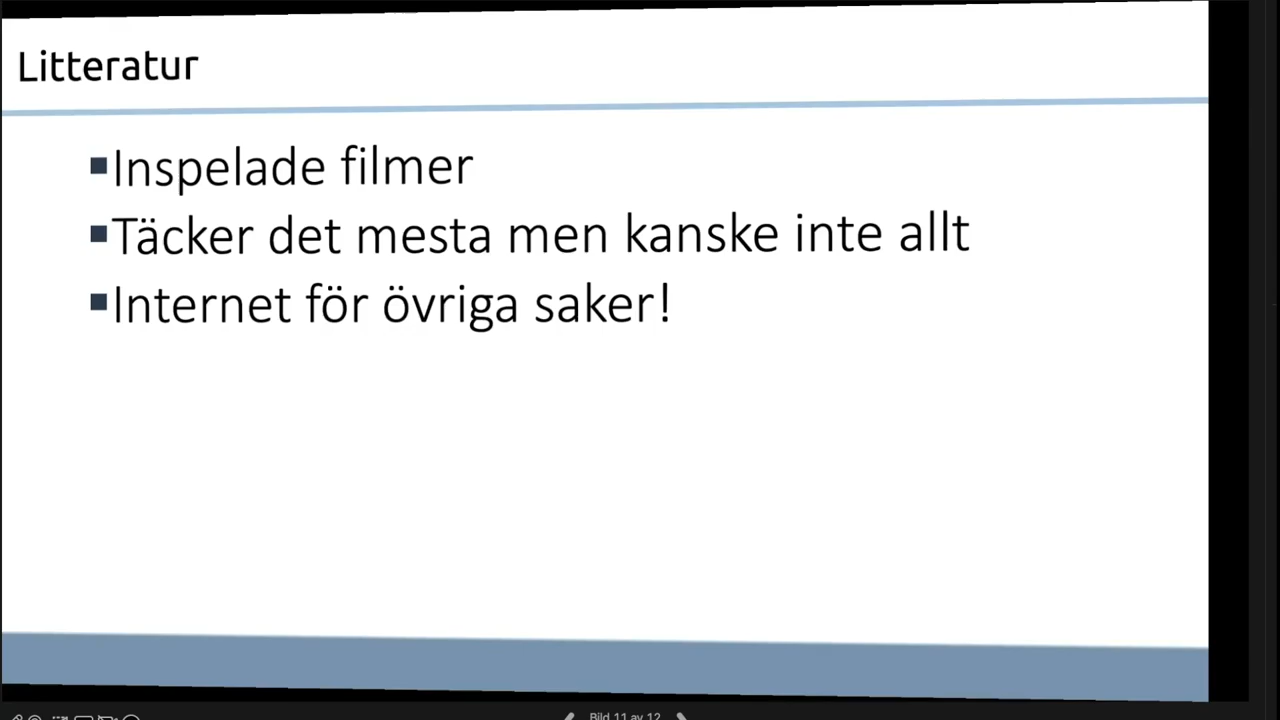 Litteratur
Inspelade filmer
Täcker det mesta men kanske inte allt
Internet för övriga saker!
Bild 11 av 12